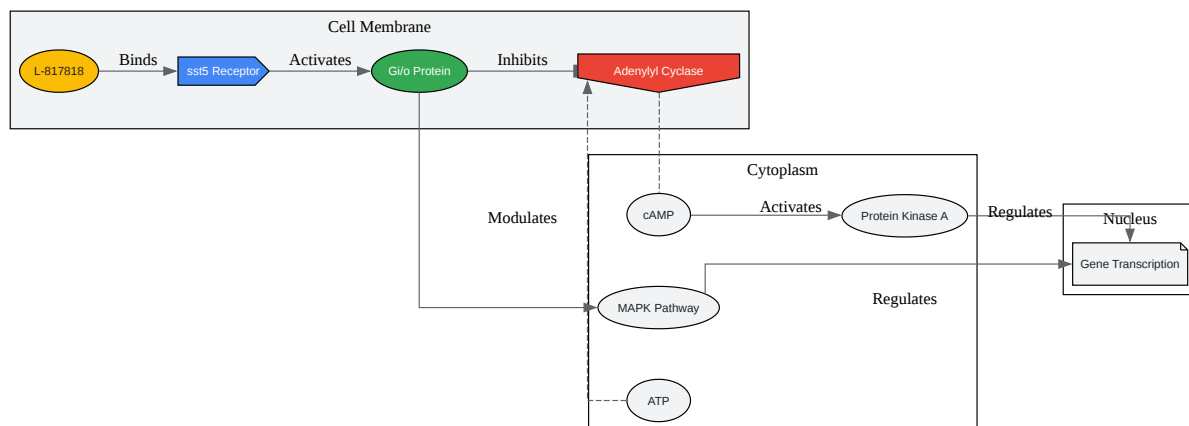 Cell Membrane
L-817818
Binds
sst5 Receptor
Activates
Gi/o Protein
Inhibits
Adenylyl Cyclase
Cytoplasm
Modulates
cAMP
Activates
Protein Kinase A
Regulates
Nucleus
Gene Transcription
MAPK Pathway
Regulates
ATP